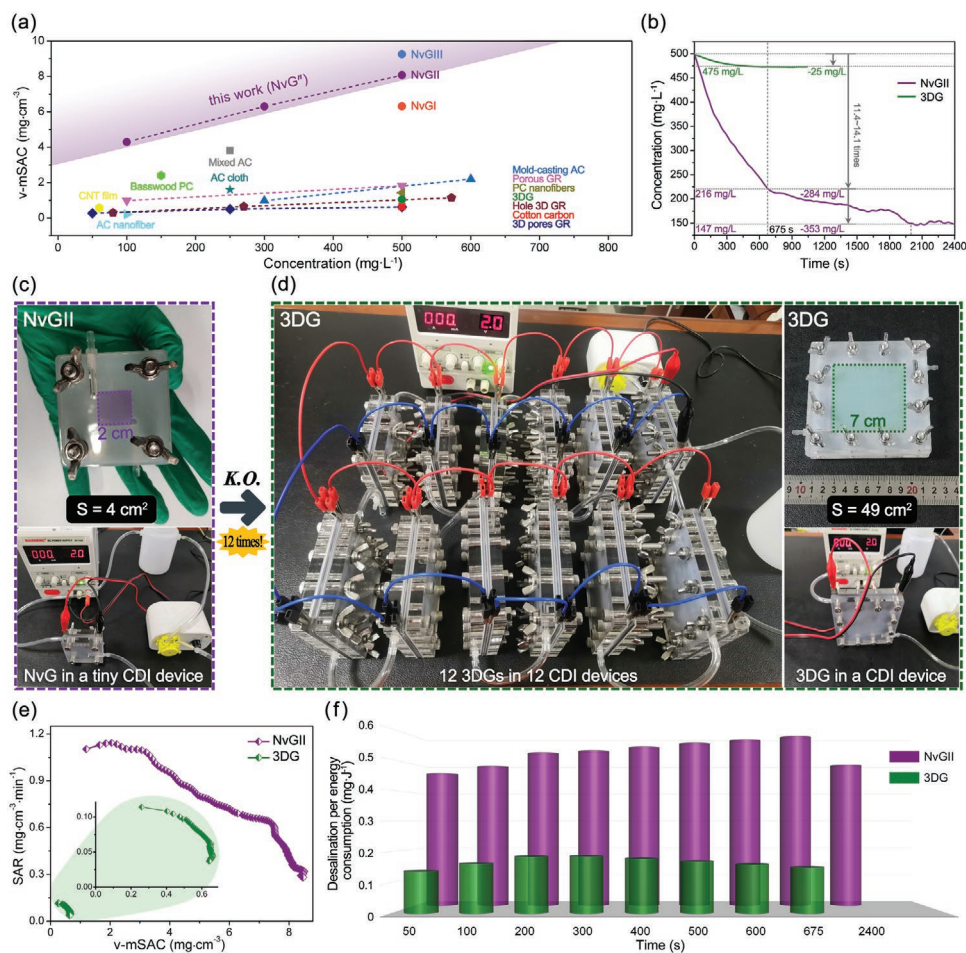 (a)
v-mSAC (mg·cm⁻³)
10
8
6
4
2
0
this work (NvG″)
NvGIII
NvGII
NvGI
Mixed AC
Basswood PC
AC cloth
CNT film
AC nanofiber
Mold-casting AC
Porous GR
PC nanofibers
3DG
Hole 3D GR
Cotton carbon
3D pores GR
0 100 200 300 400 500 600 700 800
Concentration (mg·L-1)
(b)
Concentration (mg·L⁻¹)
500
450
400
350
300
250
200
150
100
475 mg/L
-25 mg/L
NvGII
3DG
11.4~14.1 times
216 mg/L
-284 mg/L
147 mg/L
675 s
-353 mg/L
0 300 600 900 1200 1500 1800 2100 2400
Time (s)
(c)
NvGII
2 cm
S = 4 cm²
000.
2.0
NvG in a tiny CDI device
K.O.
12 times!
(d)
3DG
000.
2.0
12 3DGs in 12 CDI devices
3DG
7 cm
S = 49 cm²
000.
2.0
3DG in a CDI device
(e)
SAR (mg·cm⁻³·min⁻¹)
1.2
0.9
0.6
0.3
0.0
NvGII
3DG
0.10
0.05
0.00
0.0 0.2 0.4 0.6
0 2 4 6 8
v-mSAC (mg·cm⁻³)
(f)
Desalination per energy
consumption (mg·J⁻¹)
0.6
0.5
0.4
0.3
0.2
0.1
0
NvGII
3DG
50 100 200 300 400 500 600 675 2400
Time (s)